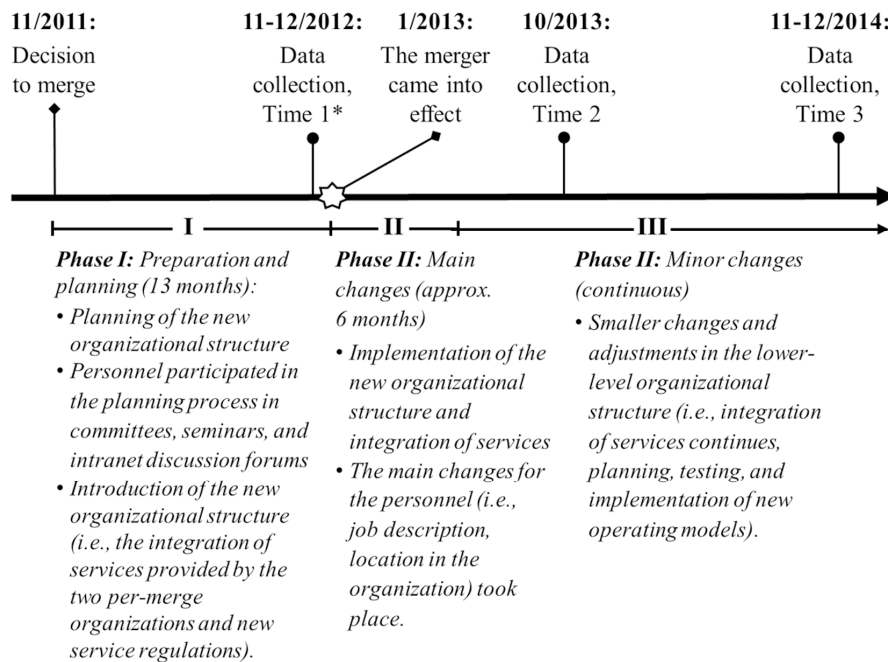 11/2011:
Decision
to merge
11-12/2012:
Data
collection,
Time 1*
1/2013:
The merger
came into
effect
10/2013:
Data
collection,
Time 2
11-12/2014:
Data
collection,
Time 3
I
II
III
Phase I: Preparation and
planning (13 months):
• Planning of the new
organizational structure
• Personnel participated in
the planning process in
committees, seminars, and
intranet discussion forums
• Introduction of the new
organizational structure
(i.e., the integration of
services provided by the
two per-merge
organizations and new
service regulations).
Phase II: Main
changes (approx.
6 months)
• Implementation of the
new organizational
structure and
integration of services
• The main changes for
the personnel (i.e.,
job description,
location in the
organization) took
place.
Phase II: Minor changes
(continuous)
• Smaller changes and
adjustments in the lower-
level organizational
structure (i.e., integration
of services continues,
planning, testing, and
implementation of new
operating models).